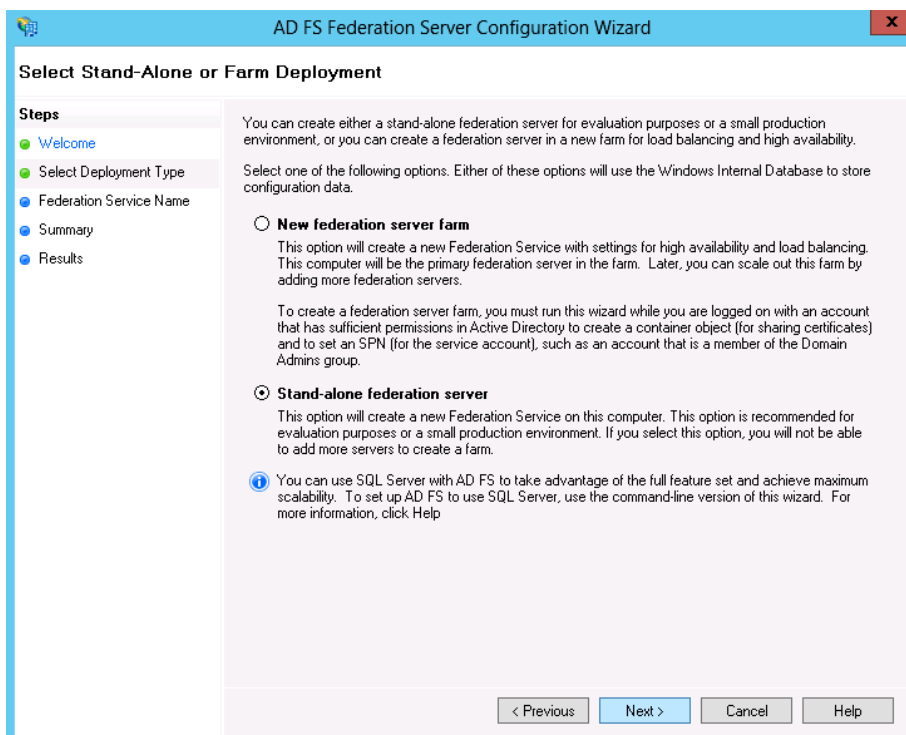 AD FS Federation Server Configuration Wizard
x
Select Stand-Alone or Farm Deployment
Steps
Welcome
Select Deployment Type
Federation Service Name
Summary
Results
You can create either a stand-alone federation server for evaluation purposes or a small production
environment, or you can create a federation server in a new farm for load balancing and high availability.
Select one of the following options. Either of these options will use the Windows Internal Database to store
configuration data.
New federation server farm
This option will create a new Federation Service with settings for high availability and load balancing.
This computer will be the primary federation server in the farm. Later, you can scale out this farm by
adding more federation servers.
To create a federation server farm, you must run this wizard while you are logged on with an account
that has sufficient permissions in Active Directory to create a container object (for sharing certificates)
and to set an SPN (for the service account), such as an account that is a member of the Domain
Admins group.
Stand-alone federation server
This option will create a new Federation Service on this computer. This option is recommended for
evaluation purposes or a small production environment. If you select this option, you will not be able
to add more servers to create a farm.
You can use SQL Server with AD FS to take advantage of the full feature set and achieve maximum
scalability. To set up AD FS to use SQL Server, use the command-line version of this wizard. For
more information, click Help
< Previous
Next >
Cancel
Help